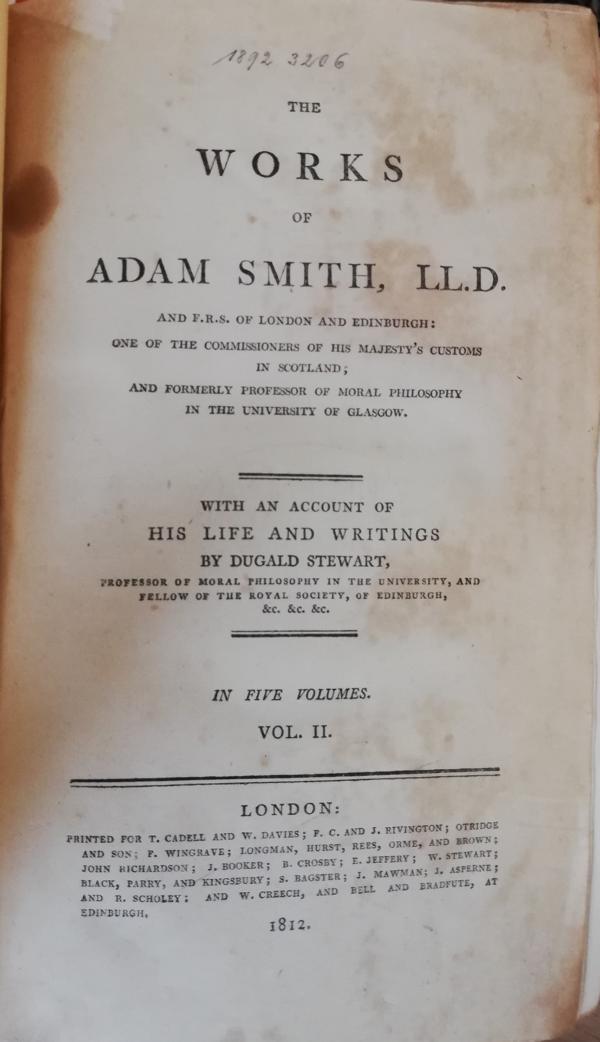 1892 3206
THE
WORKS
OF
ADAM SMITH, LL.D.
AND F.R.S. OF LONDON AND EDINBURGH:
ONE OF THE COMMISSIONERS OF HIS MAJESTY'S CUSTOMS
IN SCOTLAND;
AND FORMERLY PROFESSOR OF MORAL PHILOSOPHY
IN THE UNIVERSITY OF GLASGOW.
WITH AN ACCOUNT OF
HIS LIFE AND WRITINGS
BY DUGALD STEWART,
PROFESSOR OF MORAL PHILOSOPHY IN THE UNIVERSITY, AND
FELLOW OF THE ROYAL SOCIETY, OF EDINBURGH,
&c. &c. &c.
IN FIVE VOLUMES.
VOL. II.
LONDON:
PRINTED FOR T. CADELL AND W. DAVIES; F. C. AND J. RIVINGTON; OTRIDGE
AND SON; F. WINGRAVE; LONGMAN, HURST, REES, ORME, AND BROWN;
JOHN RICHARDSON; J. BOOKER; B. CROSBY; E. JEFFERY; W. STEWART;
BLACK, PARRY, AND KINGSBURY; S. BAGSTER; J. MAWMAN; J. ASPERNE;
AND R. SCHOLEY; AND W. CREECH, AND BELL AND BRADFUTE, AT
EDINBURGH.
1812.